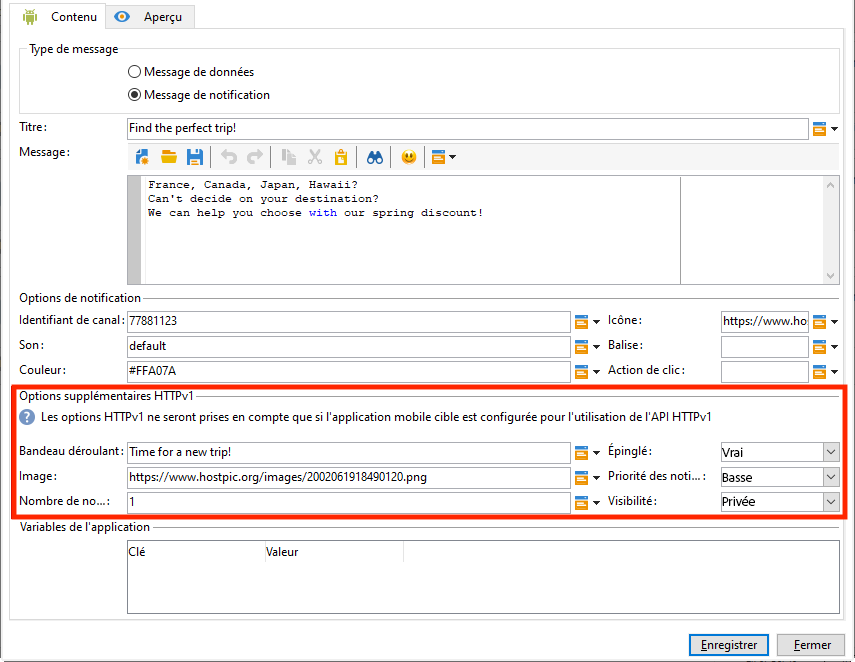 Contenu
Aperçu
Type de message
Message de données
Message de notification
Titre :
Find the perfect trip!
Message :
France, Canada, Japan, Hawaii?
Can't decide on your destination?
We can help you choose with our spring discount!
Options de notification
Identifiant de canal : 77881123 Icône : https://www.ho
Son : default Balise :
Couleur : #FFA07A Action de clic :
Options supplémentaires HTTPv1
Les options HTTPv1 ne seront prises en compte que si l'application mobile cible est configurée pour l'utilisation de l'API HTTPv1
Bandeau déroulant : Time for a new trip! Épinglé : Vrai
Image : https://www.hostpic.org/images/2002061918490120.png Priorité des noti... : Basse
Nombre de no... : 1 Visibilité : Privée
Variables de l'application
Clé Valeur
Enregistrer Fermer